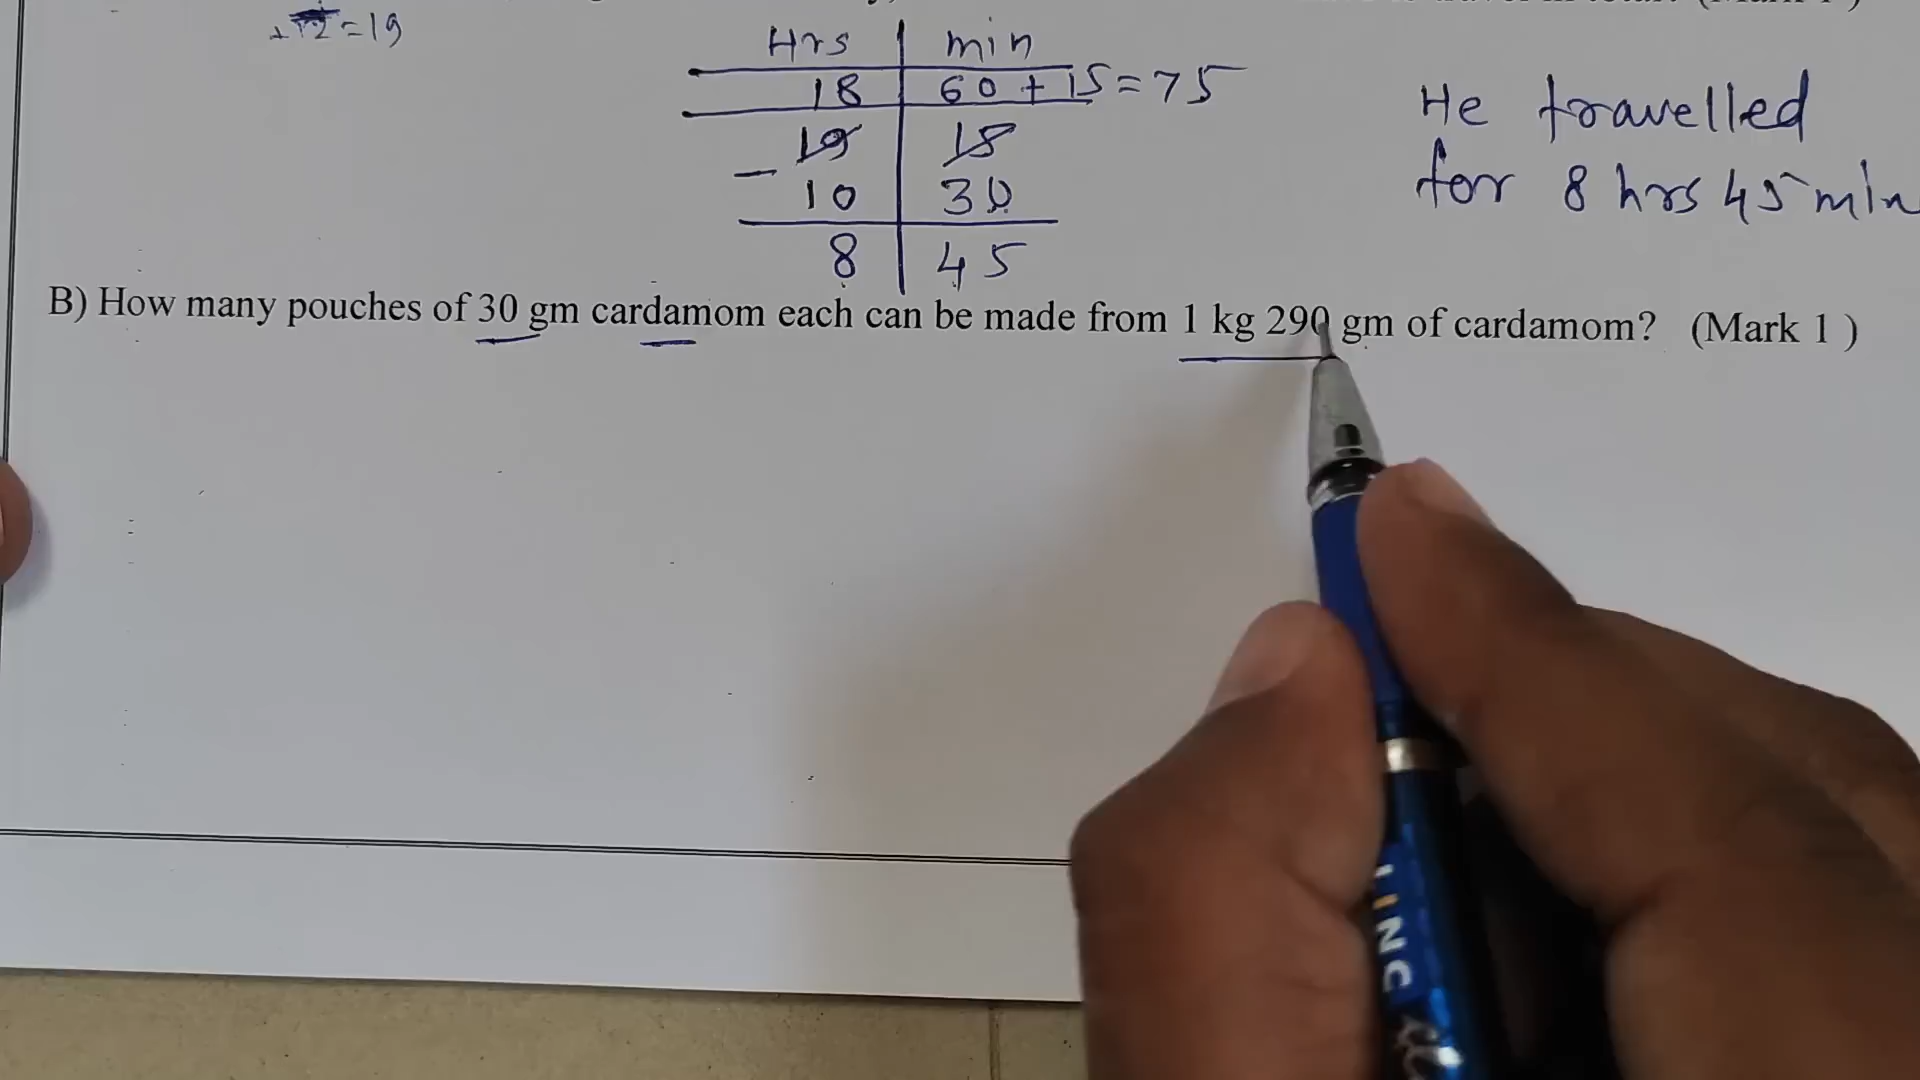 =19
Hrs | min
18 | 60 + 15 = 75
19 | 15
- 10 | 30
8 | 45
He travelled
for 8 hrs 45 min
B) How many pouches of 30 gm cardamom each can be made from 1 kg 290 gm of cardamom? (Mark 1 )
LINC